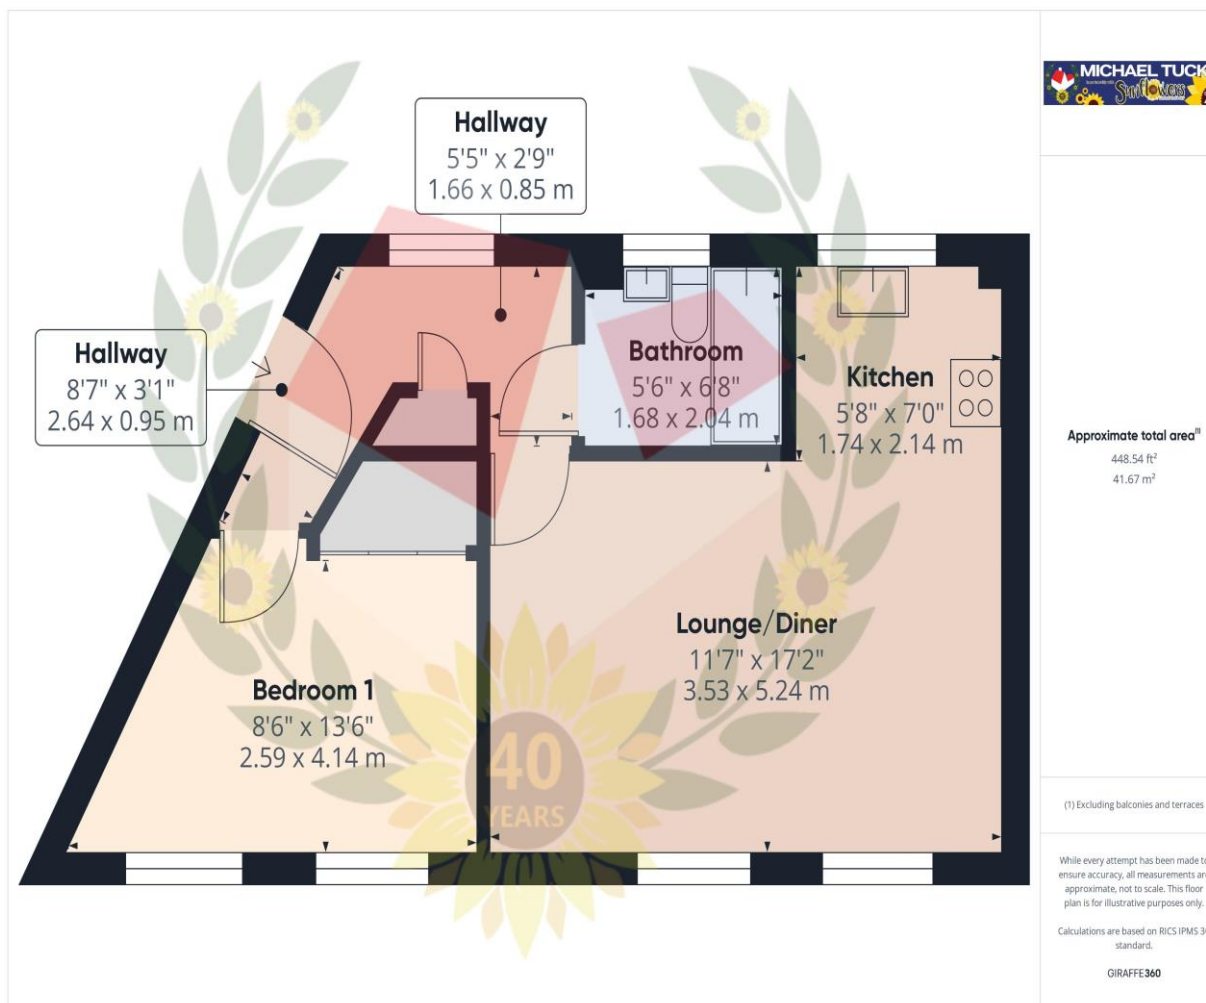 MICHAEL TUCK
Sunflowers
Hallway
5'5" x 2'9"
1.66 x 0.85 m
Hallway
8'7" x 3'1"
2.64 x 0.95 m
Bathroom
5'6" x 6'8"
1.68 x 2.04 m
Kitchen
5'8" x 7'0"
1.74 x 2.14 m
Approximate total area(1)
448.54 ft²
41.67 m²
Lounge/Diner
11'7" x 17'2"
3.53 x 5.24 m
Bedroom 1
8'6" x 13'6"
2.59 x 4.14 m
40
YEARS
(1) Excluding balconies and terraces
While every attempt has been made to
ensure accuracy, all measurements are
approximate, not to scale. This floor
plan is for illustrative purposes only.
Calculations are based on RICS IPMS 3
standard.
GIRAFFE360